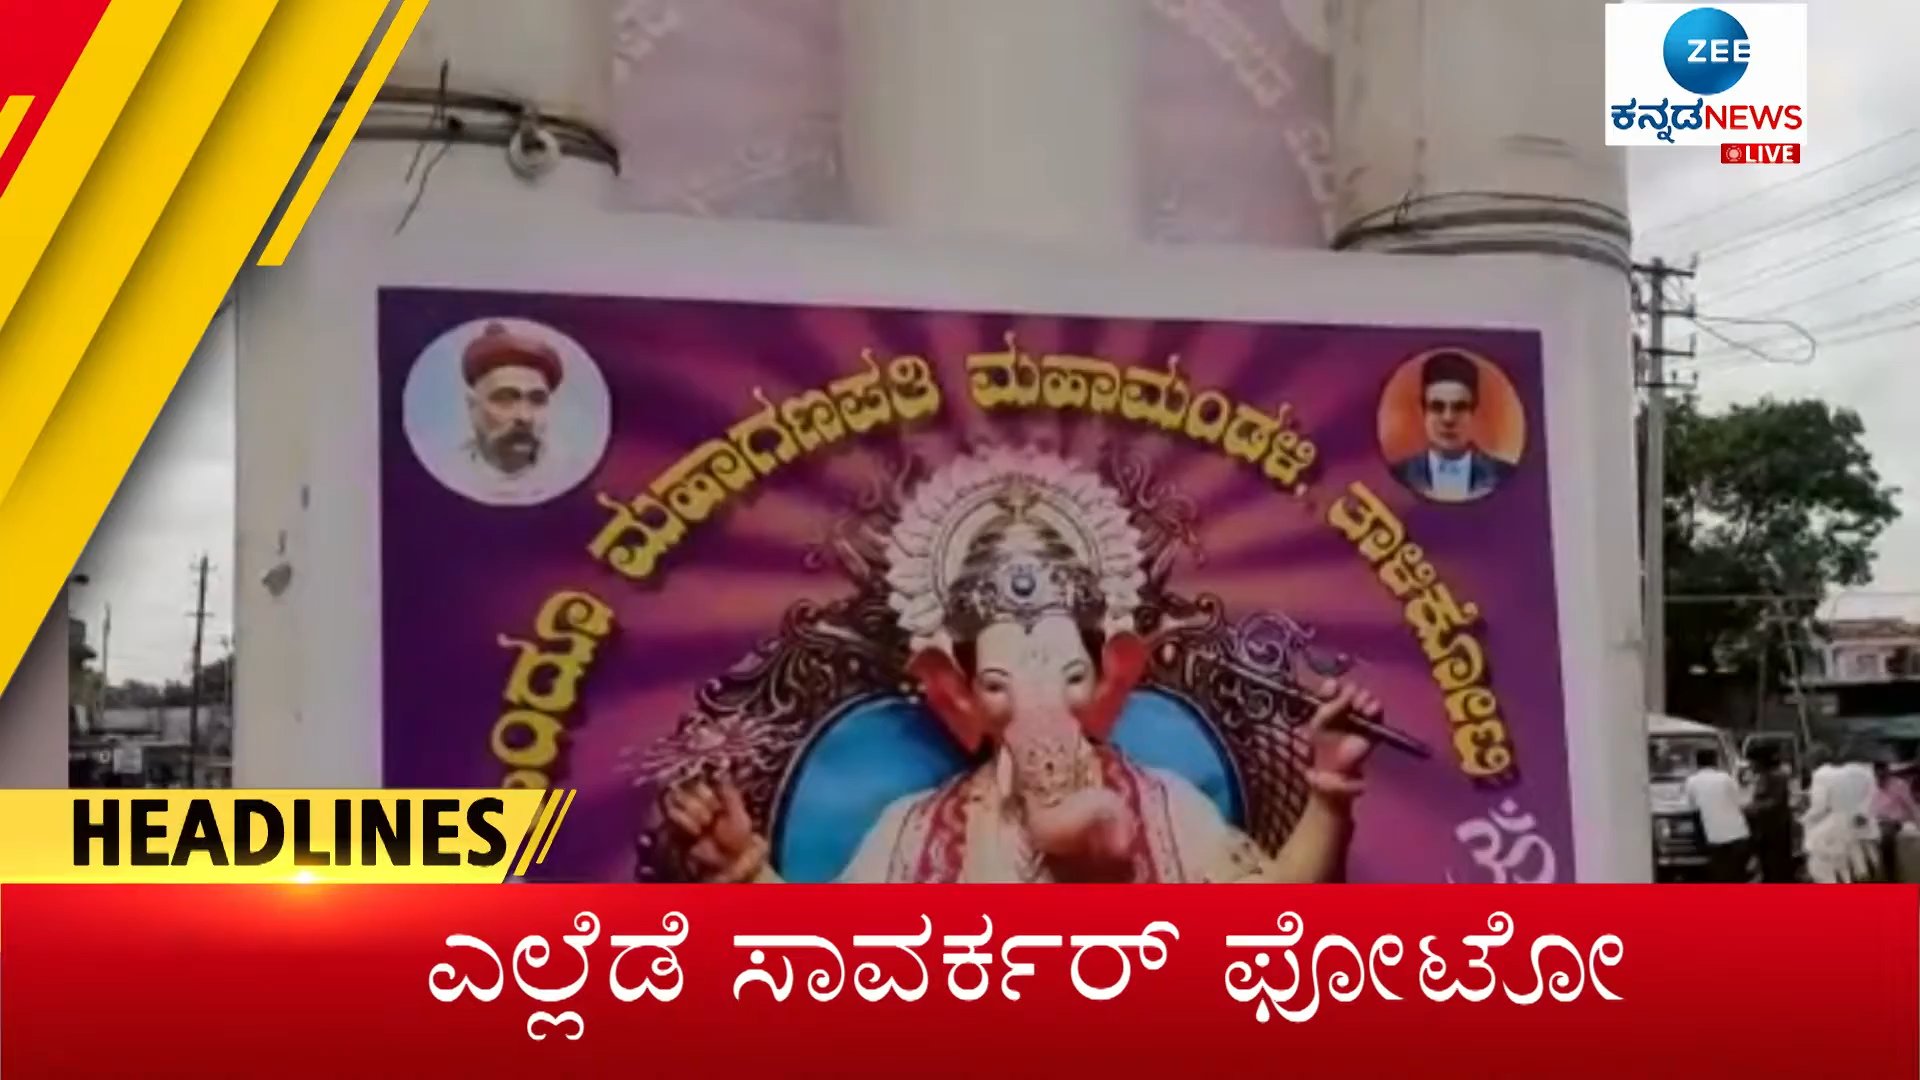 ZEE
ಕನ್ನಡNEWS
LIVE
ಮಹಾಗಣಪತಿ ಮಹಾಮಂಡಳಿ, ತಾಳಿಕೋಟಿ
HEADLINES
ಎಲ್ಲೆಡೆ ಸಾವರ್ಕರ್ ಫೋಟೋ